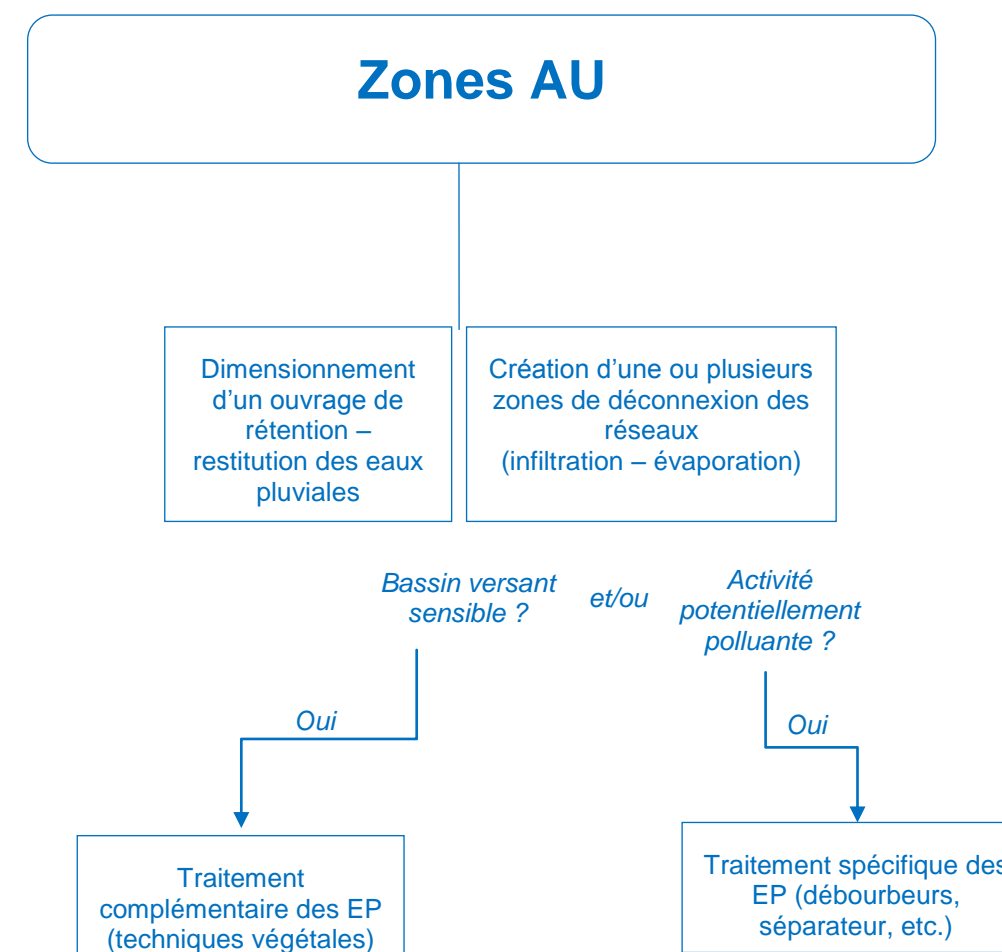 Zones AU
Dimensionnement
d’un ouvrage de
rétention –
restitution des eaux
pluviales
Création d’une ou plusieurs
zones de déconnexion des
réseaux
(infiltration – évaporation)
Bassin versant
sensible ?
et/ou
Activité
potentiellement
polluante ?
Oui
Oui
Traitement
complémentaire des EP
(techniques végétales)
Traitement spécifique des
EP (débourbeurs,
séparateur, etc.)